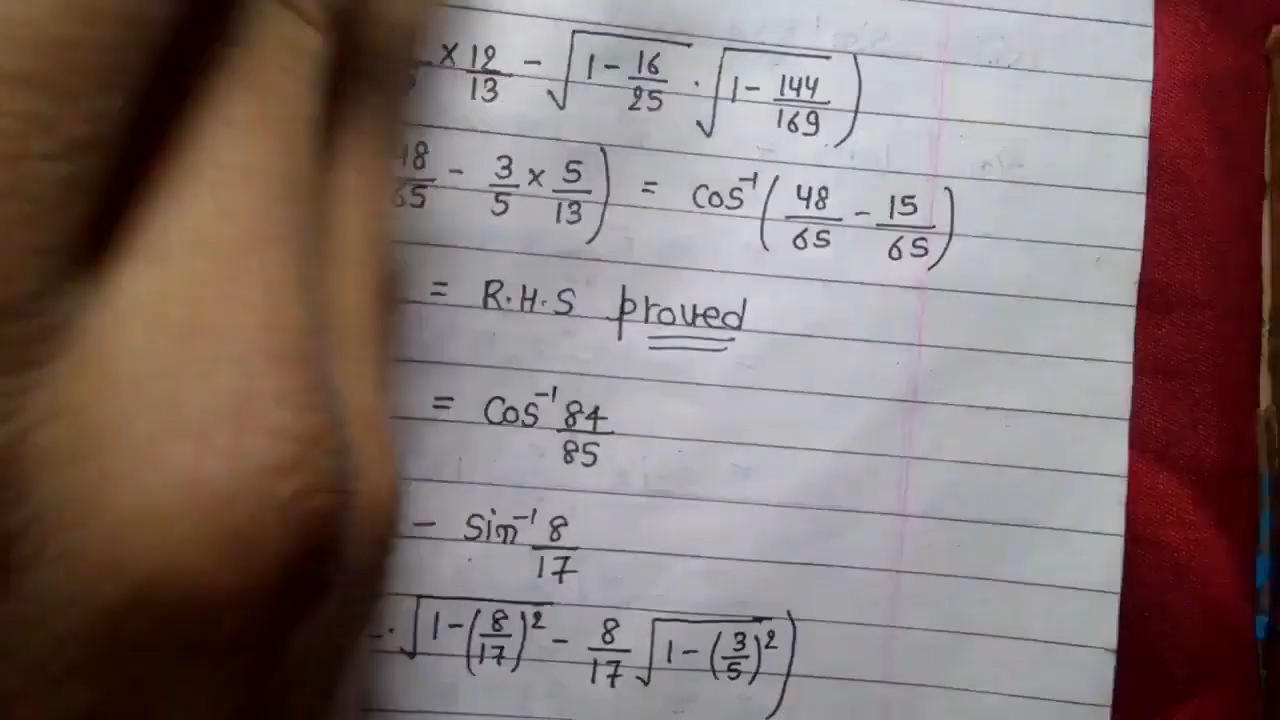 × 12/13 - √(1 - 16/25) · √(1 - 144/169) )
/65 - 3/5 × 5/13 ) = Cos⁻¹ ( 48/65 - 15/65 )
= R.H.S proved
= Cos⁻¹ 84/85
- Sin⁻¹ 8/17
· √(1 - (8/17)²) - 8/17 √(1 - (3/5)²) )